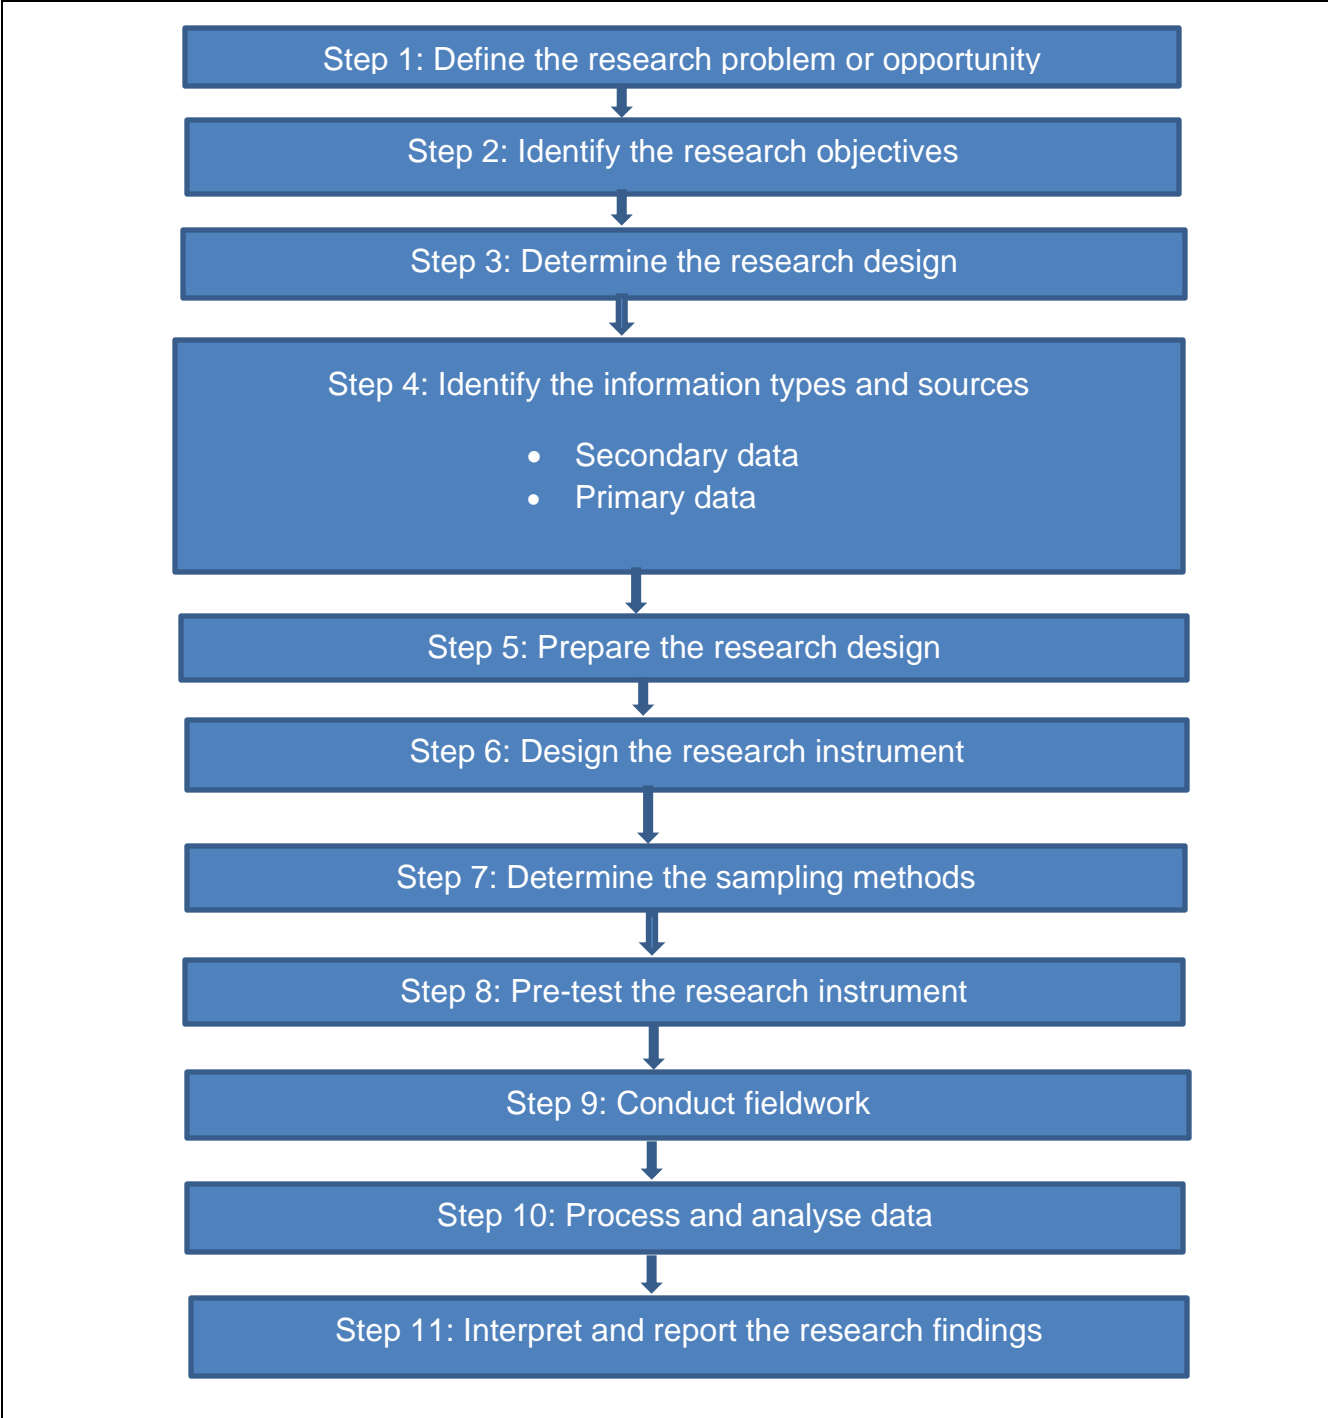 Step 1: Define the research problem or opportunity
Step 2: Identify the research objectives
Step 3: Determine the research design
Step 4: Identify the information types and sources
• Secondary data
• Primary data
Step 5: Prepare the research design
Step 6: Design the research instrument
Step 7: Determine the sampling methods
Step 8: Pre-test the research instrument
Step 9: Conduct fieldwork
Step 10: Process and analyse data
Step 11: Interpret and report the research findings